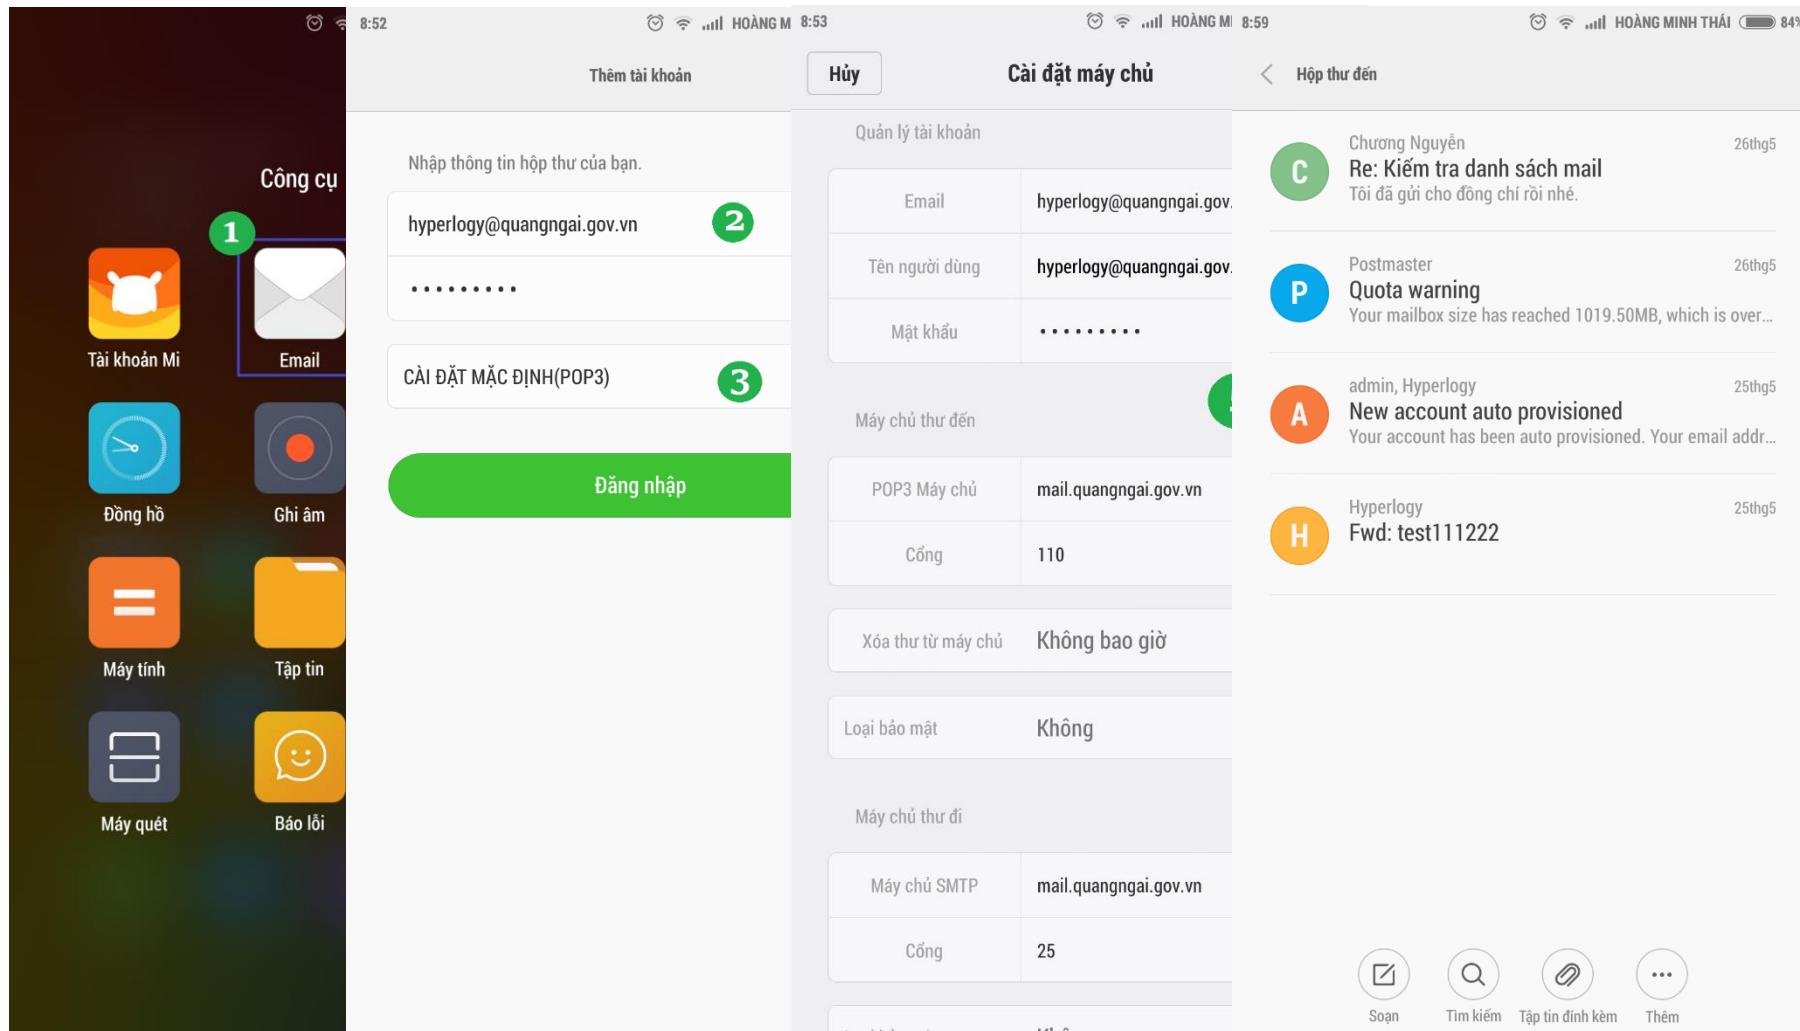 Công cụ
1
Tài khoản Mi
Email
Đồng hồ
Ghi âm
Máy tính
Tập tin
Máy quét
Báo lỗi
8:52
HOÀNG M
Thêm tài khoản
Nhập thông tin hộp thư của bạn.
hyperlogy@quangngai.gov.vn
2
•••••••••
CÀI ĐẶT MẶC ĐỊNH(POP3)
3
Đăng nhập
8:53
HOÀNG MI
Hủy
Cài đặt máy chủ
Quản lý tài khoản
Email
hyperlogy@quangngai.gov.
Tên người dùng
hyperlogy@quangngai.gov.
Mật khẩu
•••••••••
Máy chủ thư đến
POP3 Máy chủ
mail.quangngai.gov.vn
Cổng
110
Xóa thư từ máy chủ
Không bao giờ
Loại bảo mật
Không
Máy chủ thư đi
Máy chủ SMTP
mail.quangngai.gov.vn
Cổng
25
8:59
HOÀNG MINH THÁI 84%
Hộp thư đến
C
Chương Nguyễn
26thg5
Re: Kiểm tra danh sách mail
Tôi đã gửi cho đồng chí rồi nhé.
P
Postmaster
26thg5
Quota warning
Your mailbox size has reached 1019.50MB, which is over...
A
admin, Hyperlogy
25thg5
New account auto provisioned
Your account has been auto provisioned. Your email addr...
H
Hyperlogy
25thg5
Fwd: test111222
Soạn
Tìm kiếm
Tập tin đính kèm
Thêm